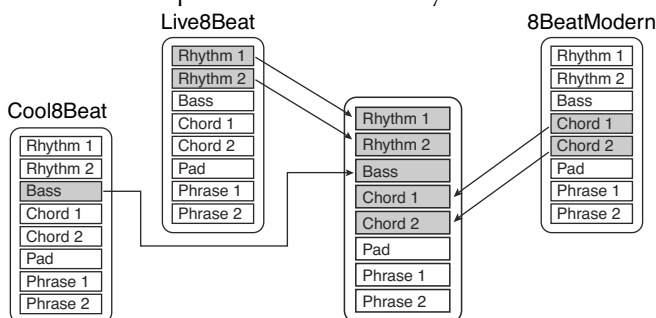 Live8Beat
Rhythm 1
Rhythm 2
Bass
Chord 1
Chord 2
Pad
Phrase 1
Phrase 2
8BeatModern
Rhythm 1
Rhythm 2
Bass
Chord 1
Chord 2
Pad
Phrase 1
Phrase 2
Cool8Beat
Rhythm 1
Rhythm 2
Bass
Chord 1
Chord 2
Pad
Phrase 1
Phrase 2
Rhythm 1
Rhythm 2
Bass
Chord 1
Chord 2
Pad
Phrase 1
Phrase 2